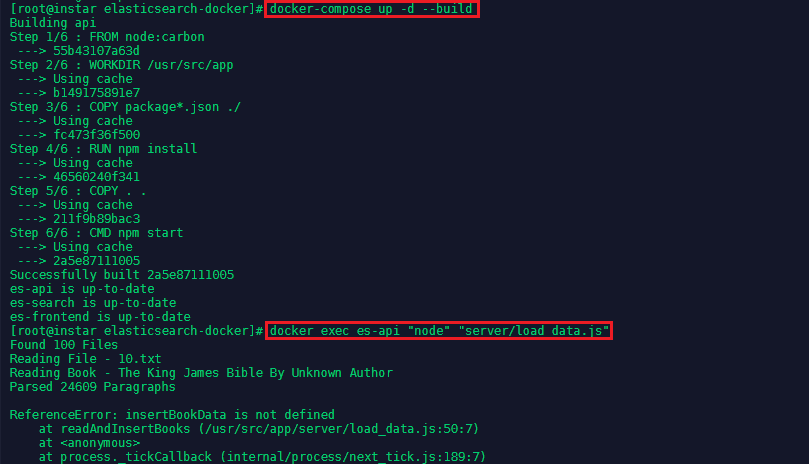 [root@instar elasticsearch-docker]# docker-compose up -d --build
Building api
Step 1/6 : FROM node:carbon
 ---> 55b43107a63d
Step 2/6 : WORKDIR /usr/src/app
 ---> Using cache
 ---> b149175891e7
Step 3/6 : COPY package*.json ./
 ---> Using cache
 ---> fc473f36f500
Step 4/6 : RUN npm install
 ---> Using cache
 ---> 46560240f341
Step 5/6 : COPY . .
 ---> Using cache
 ---> 211f9b89bac3
Step 6/6 : CMD npm start
 ---> Using cache
 ---> 2a5e87111005
Successfully built 2a5e87111005
es-api is up-to-date
es-search is up-to-date
es-frontend is up-to-date
[root@instar elasticsearch-docker]# docker exec es-api "node" "server/load_data.js"
Found 100 Files
Reading File - 10.txt
Reading Book - The King James Bible By Unknown Author
Parsed 24609 Paragraphs

ReferenceError: insertBookData is not defined
    at readAndInsertBooks (/usr/src/app/server/load_data.js:50:7)
    at <anonymous>
    at process._tickCallback (internal/process/next_tick.js:189:7)